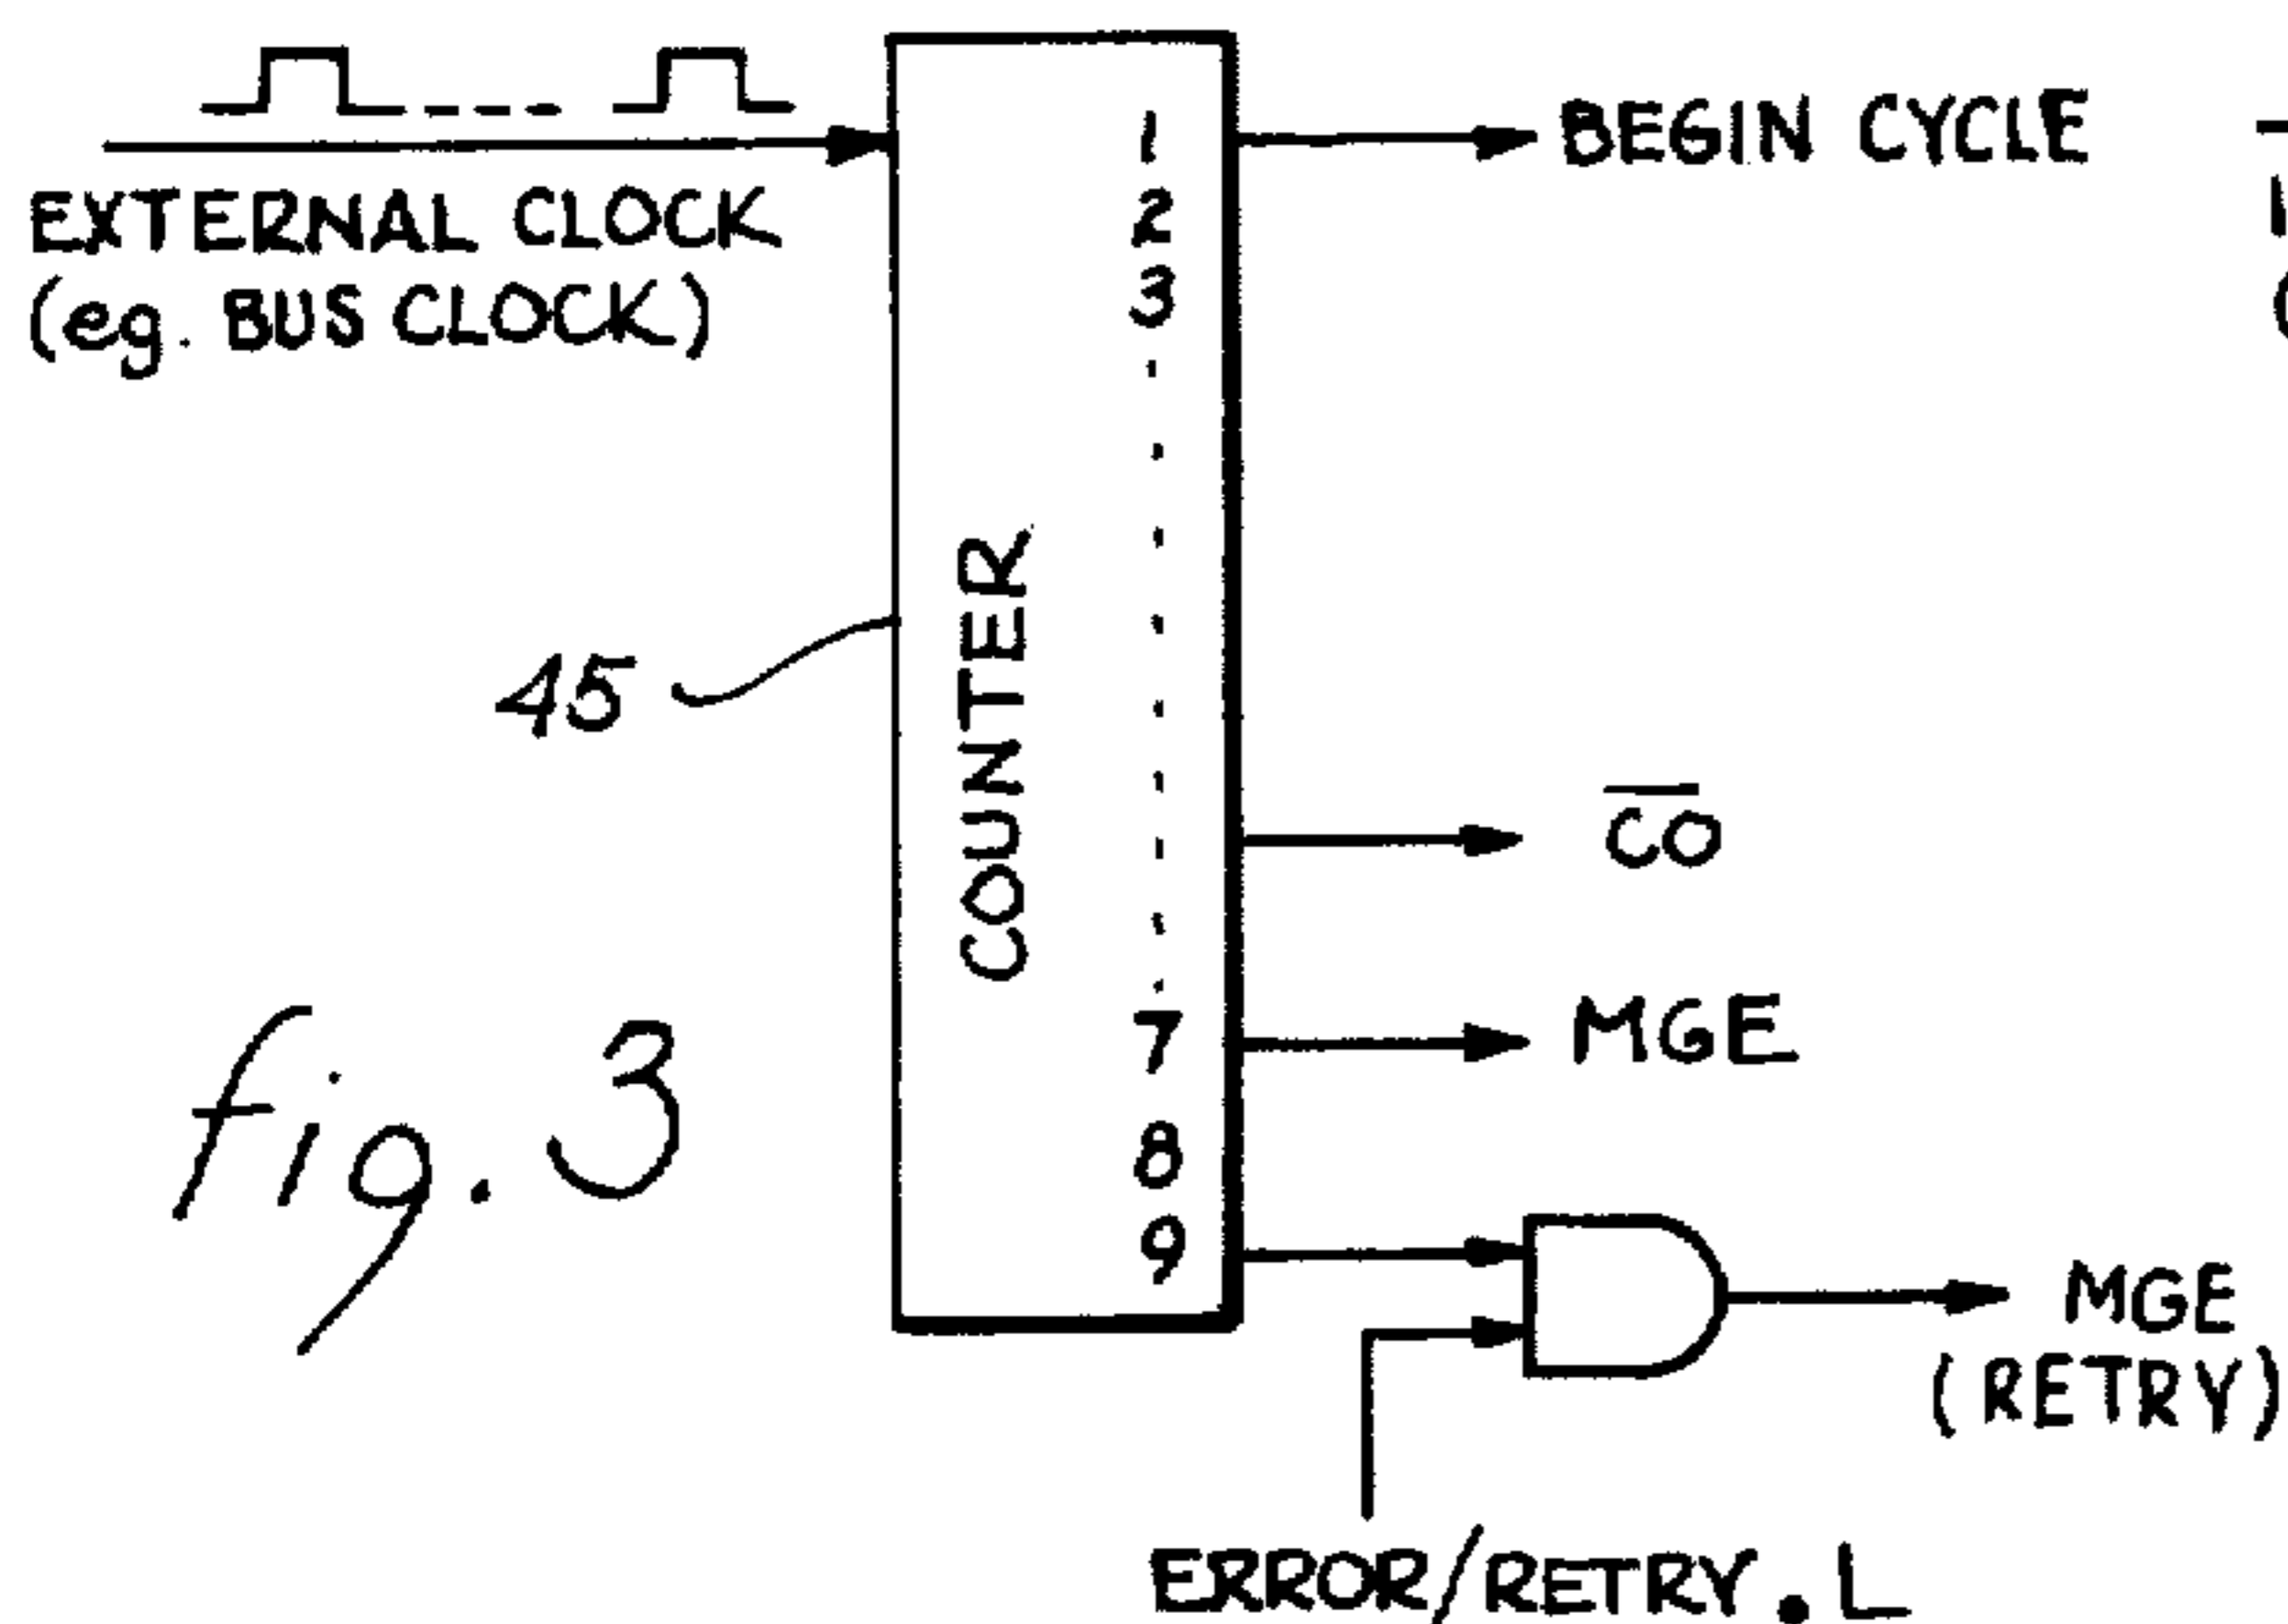 EXTERNAL CLOCK
(eg. BUS CLOCK)
1
2
3
7
8
9
COUNTER
45
BEGIN CYCLE
C̅O̅
MGE
MGE
(RETRY)
ERROR/RETRY.L
Fig. 3